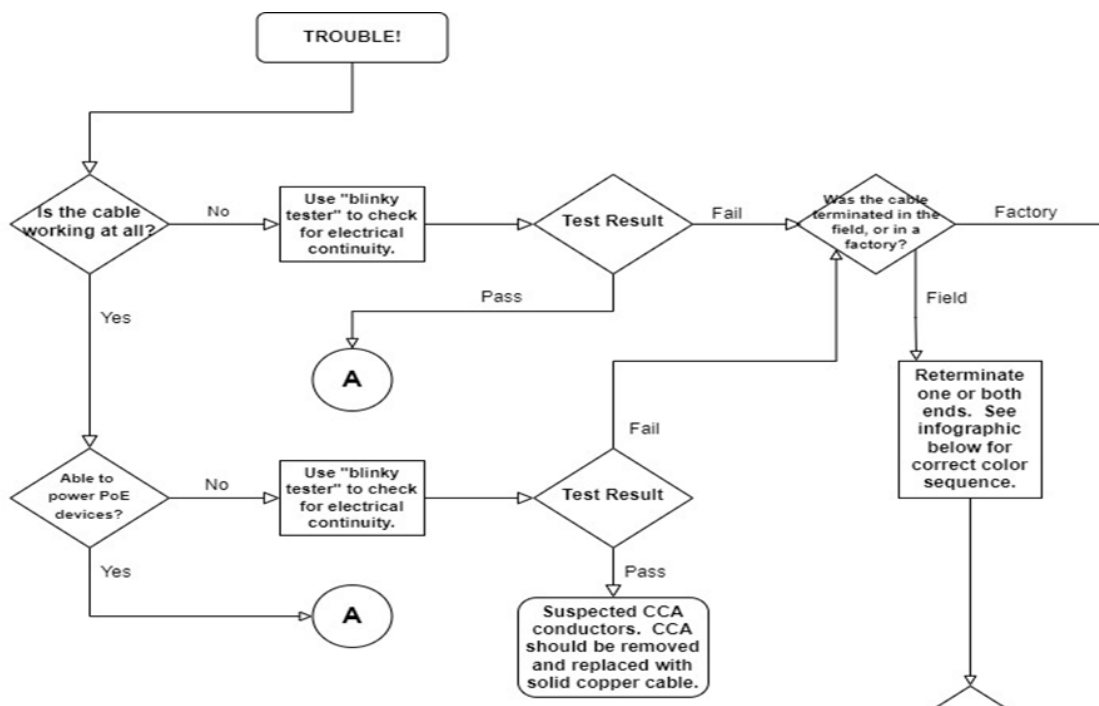 TROUBLE!
Is the cable
working at all?
No
Use "blinky
tester" to check
for electrical
continuity.
Test Result
Fail
Was the cable
terminated in the
field, or in a
factory?
Factory
Pass
A
Yes
Field
Reterminate
one or both
ends. See
infographic
below for
correct color
sequence.
Able to
power PoE
devices?
No
Use "blinky
tester" to check
for electrical
continuity.
Test Result
Fail
Yes
A
Pass
Suspected CCA
conductors. CCA
should be removed
and replaced with
solid copper cable.